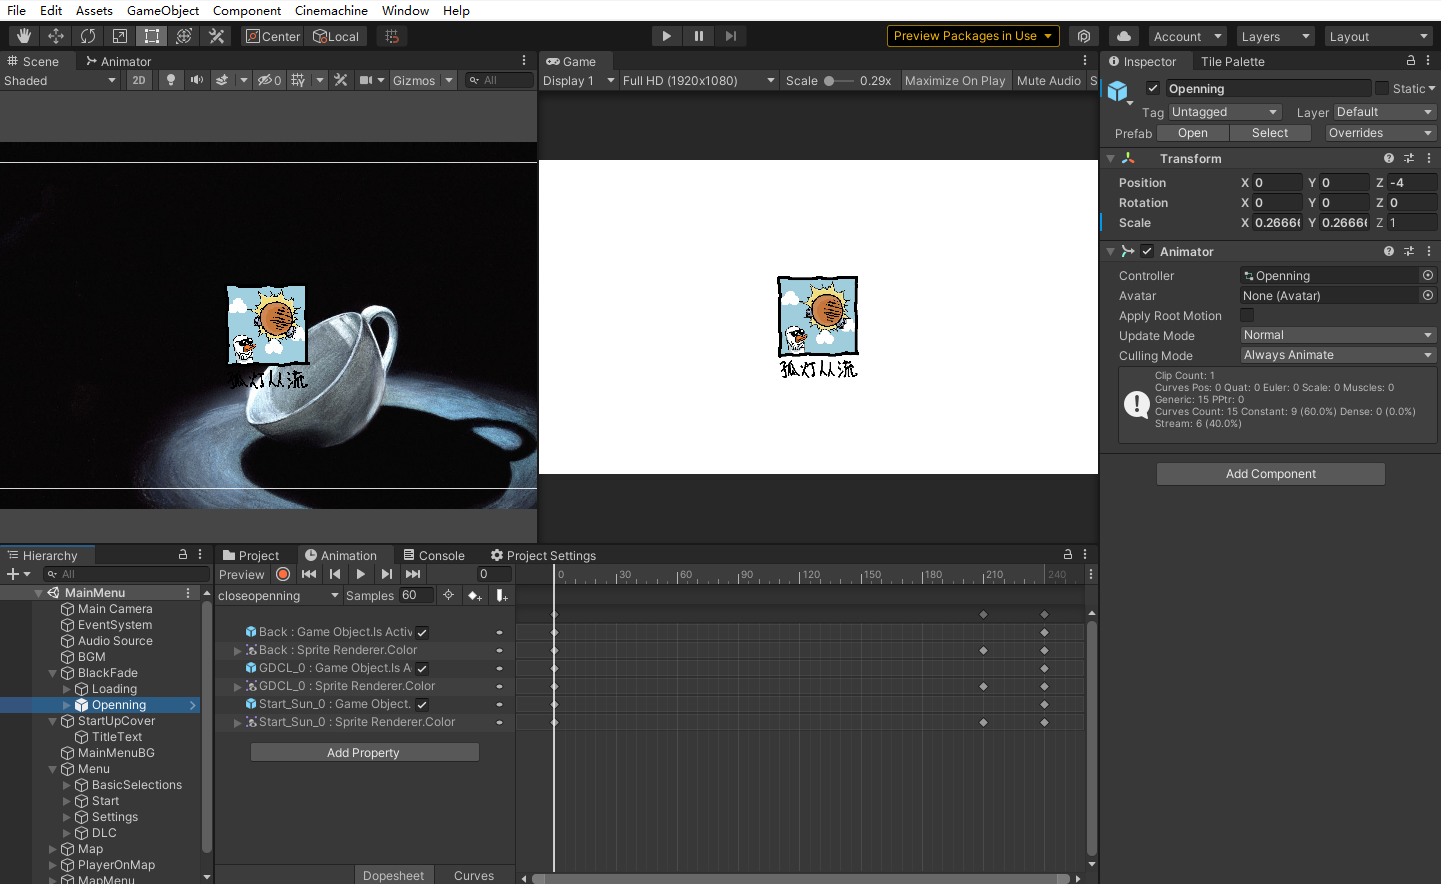 File Edit Assets GameObject Component Cinemachine Window Help
Center Local Preview Packages in Use Account Layers Layout
Scene Animator Game Inspector Tile Palette
Shaded 2D 0 Gizmos All Display 1 Full HD (1920x1080) Scale 0.29x Maximize On Play Mute Audio S
Openning Static
Tag Untagged Layer Default
Prefab Open Select Overrides
Transform
Position X 0 Y 0 Z -4
Rotation X 0 Y 0 Z 0
Scale X 0.2666 Y 0.2666 Z 1
Animator
Controller Openning
Avatar None (Avatar)
Apply Root Motion
Update Mode Normal
Culling Mode Always Animate
Clip Count: 1
Curves Pos: 0 Quat: 0 Euler: 0 Scale: 0 Muscles: 0
Generic: 15 PPtr: 0
Curves Count: 15 Constant: 9 (60.0%) Dense: 0 (0.0%)
Stream: 6 (40.0%)
Add Component
孤灯从流
孤灯从流
Hierarchy
All
MainMenu
Main Camera
EventSystem
Audio Source
BGM
BlackFade
Loading
Openning
StartUpCover
TitleText
MainMenuBG
Menu
BasicSelections
Start
Settings
DLC
Map
PlayerOnMap
MapMenu
Project Animation Console Project Settings
Preview 0 0 30 60 90 120 150 180 210 240
closeopenning Samples 60
Back : Game Object.Is Activ
Back : Sprite Renderer.Color
GDCL_0 : Game Object.Is A
GDCL_0 : Sprite Renderer.Color
Start_Sun_0 : Game Object.
Start_Sun_0 : Sprite Renderer.Color
Add Property
Dopesheet Curves